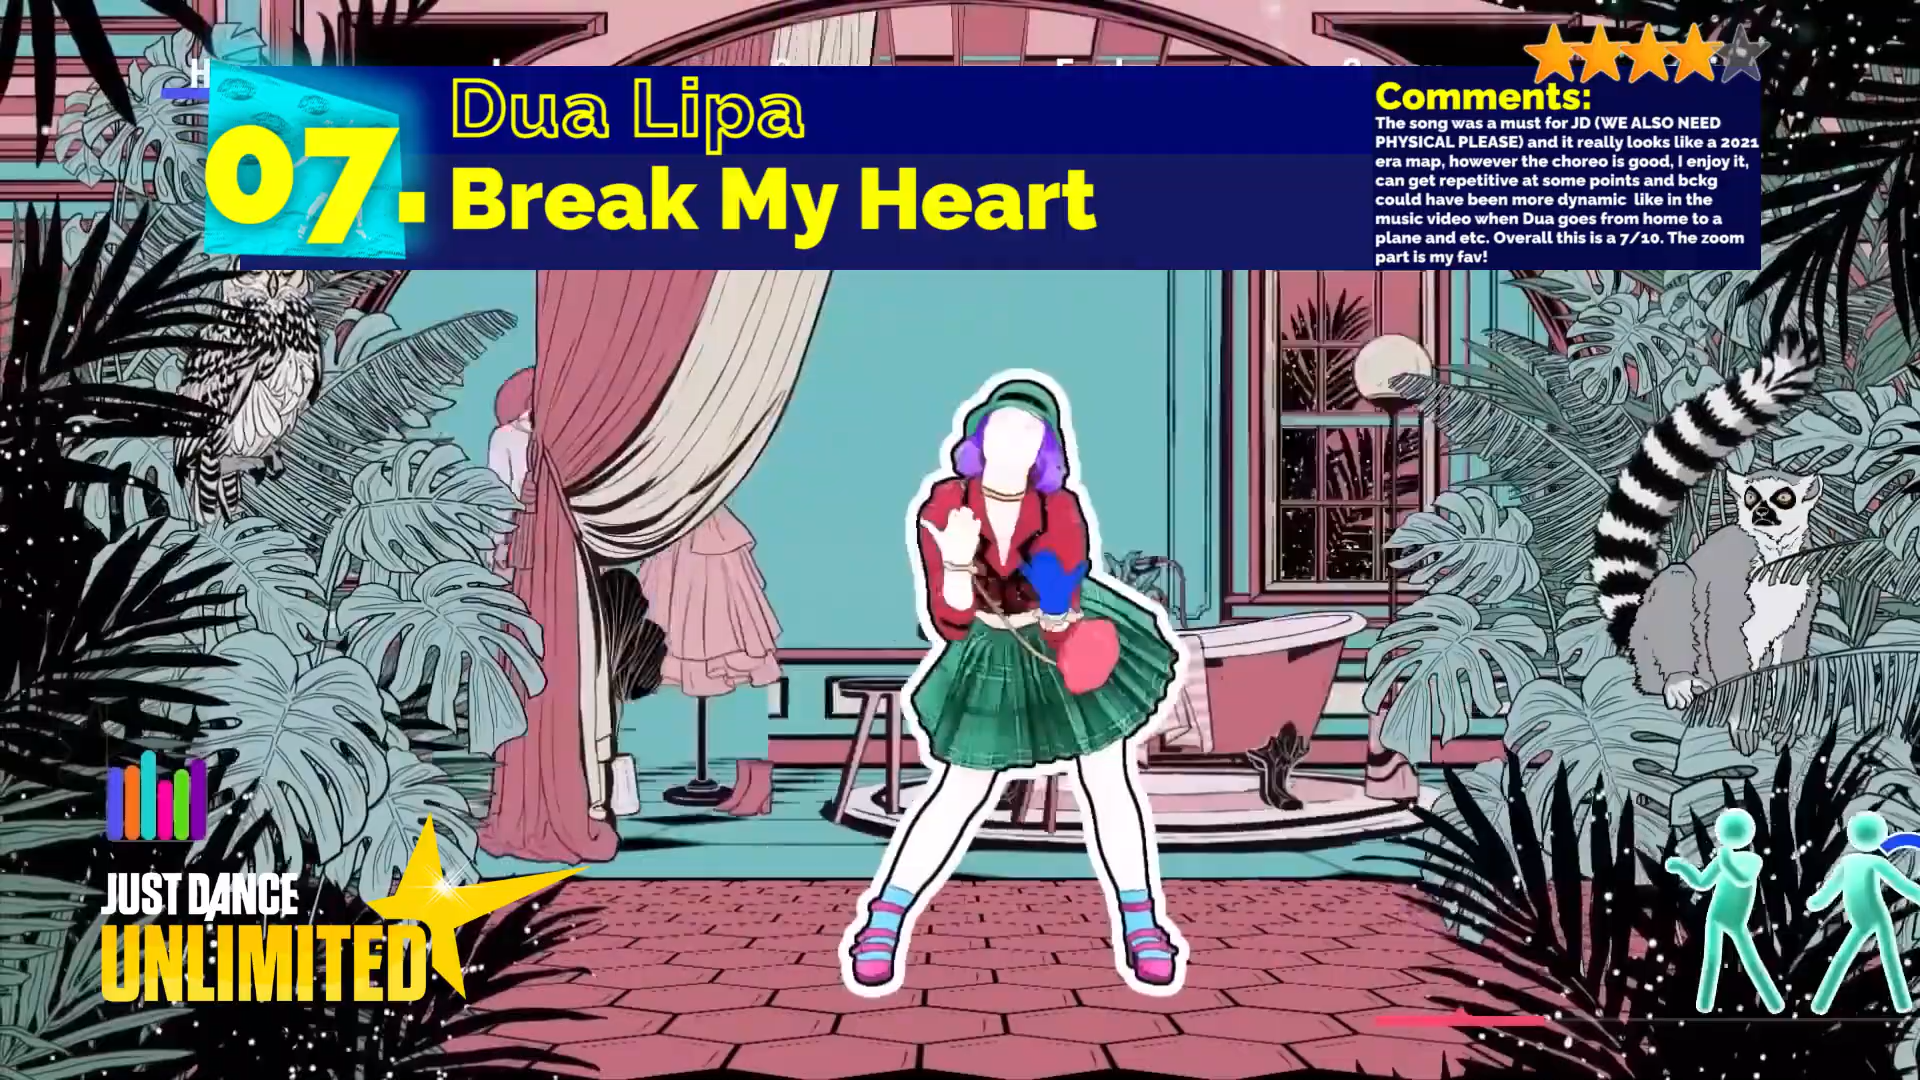 07.
Dua Lipa
Break My Heart
Comments:
The song was a must for JD (WE ALSO NEED
PHYSICAL PLEASE) and it really looks like a 2021
era map, however the choreo is good, I enjoy it,
can get repetitive at some points and bckg
could have been more dynamic like in the
music video when Dua goes from home to a
plane and etc. Overall this is a 7/10. The zoom
part is my fav!
JUST DANCE
UNLIMITED